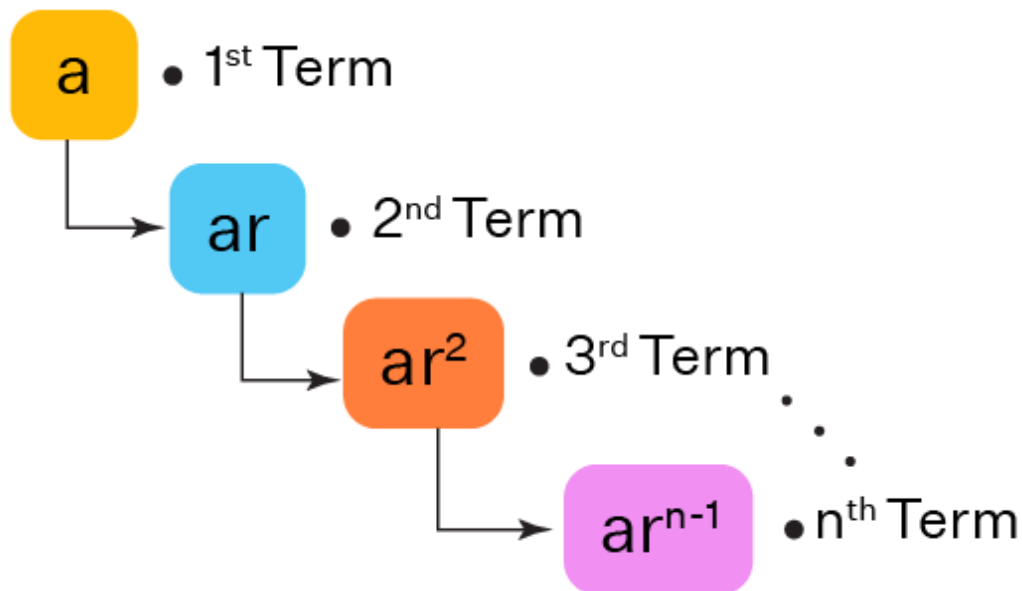 a • 1st Term
ar • 2nd Term
ar² • 3rd Term
arⁿ⁻¹ • nth Term